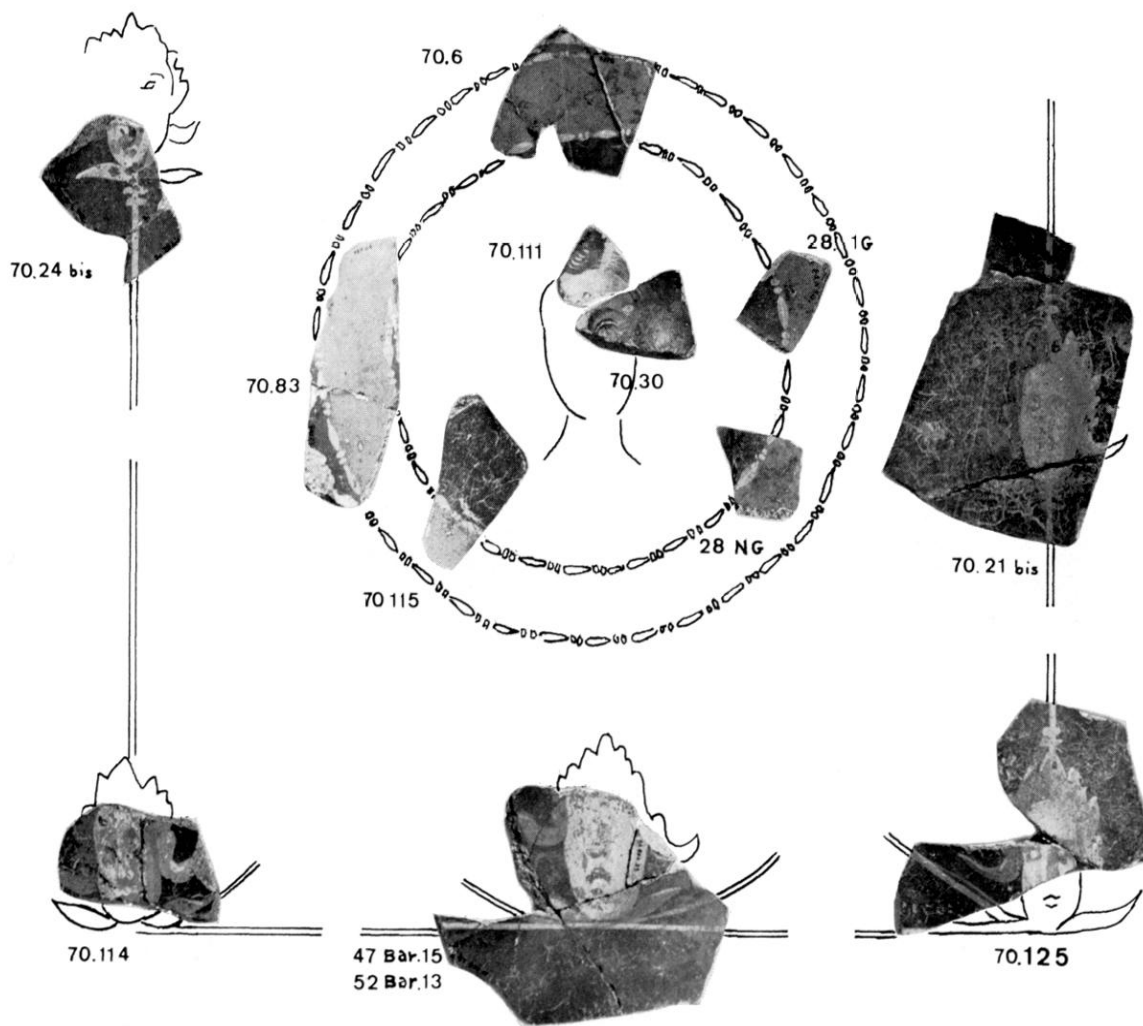 70.6
70.111
28. 1G
70.24 bis
70.30
70.83
28 NG
70.21 bis
70 115
70.114
47 Bar.15
52 Bar.13
70.125